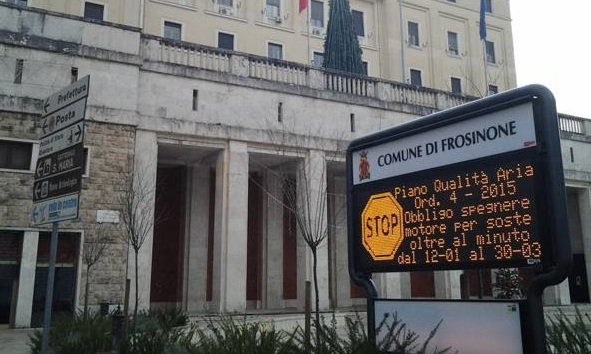 Prefettura
Posta
S. MARIA
COMUNE DI FROSINONE
STOP
Piano Qualità Aria
Ord. 4 - 2015
Obbligo spegnere
motore per soste
oltre al minuto
dal 12-01 al 30-03